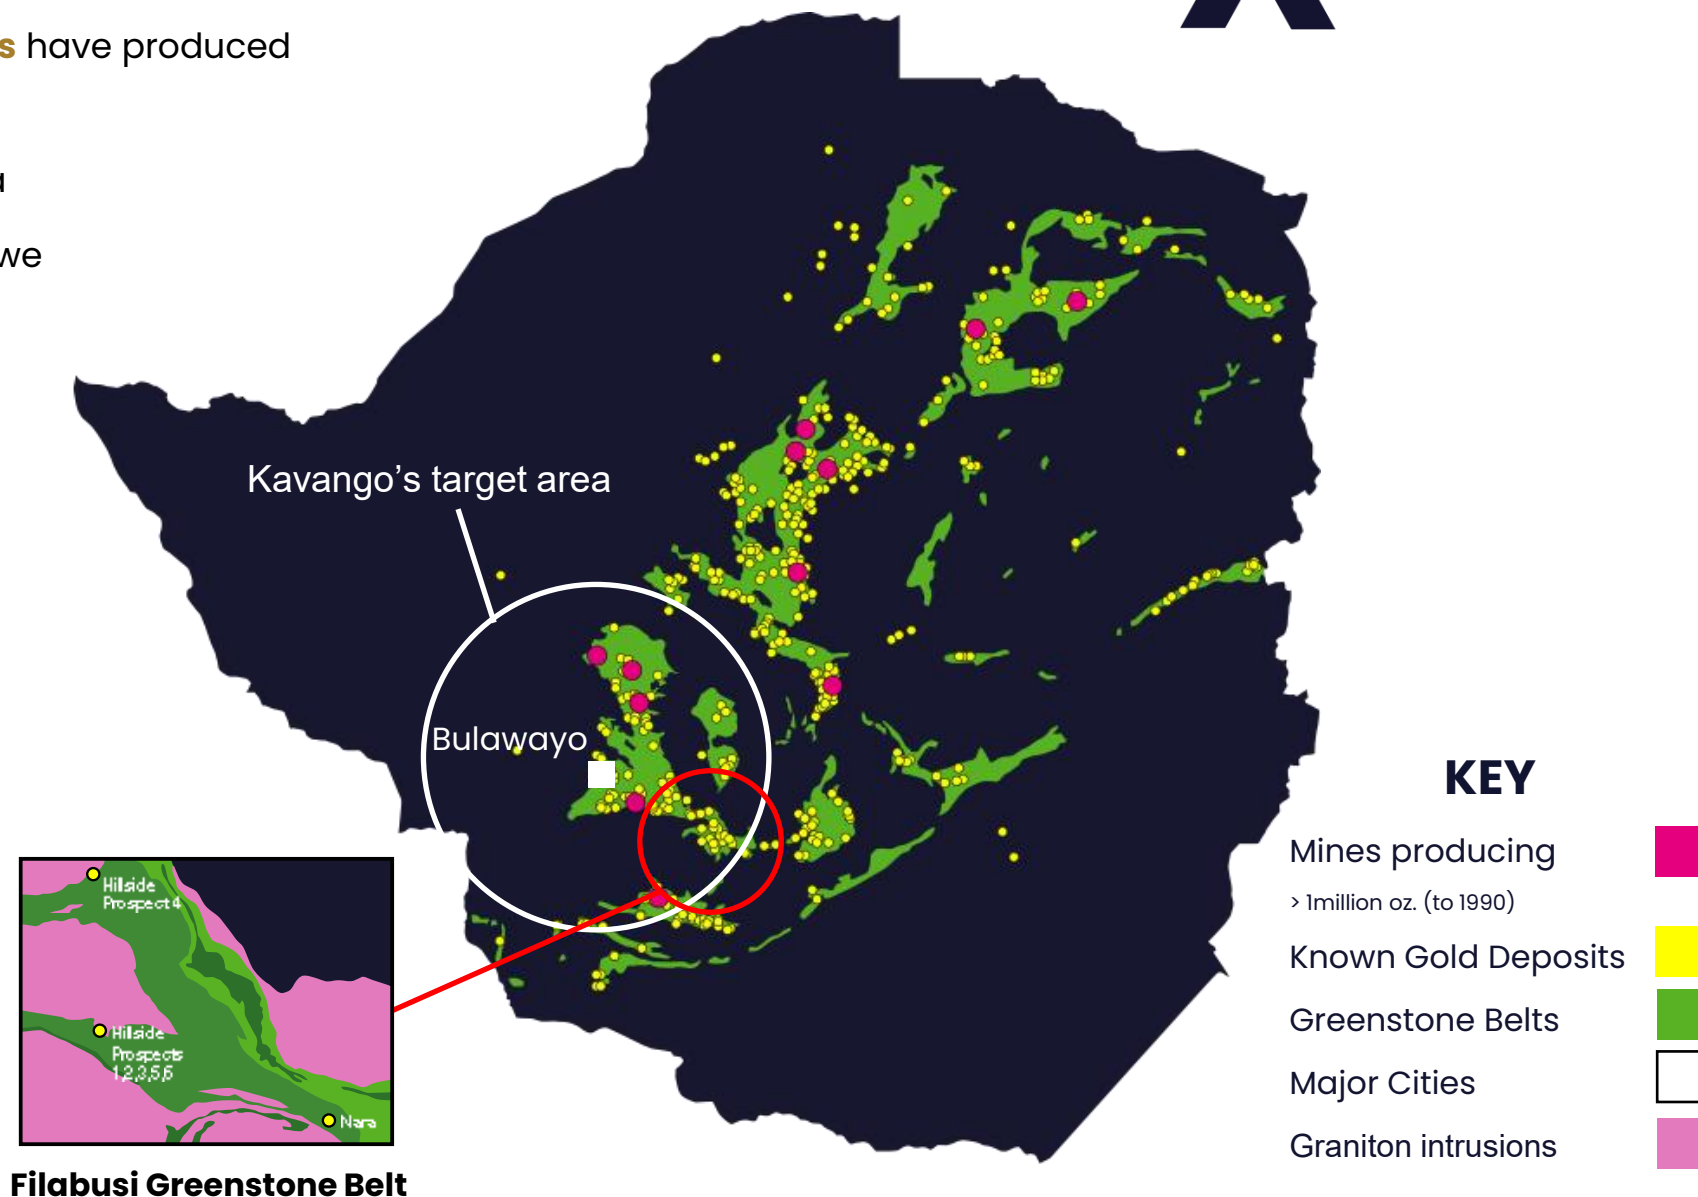 s have produced
we
Kavango’s target area
Bulawayo
Hillside
Prospect 4
Hillside
Prospects
1,2,3,5,6
Nara
Filabusi Greenstone Belt
KEY
Mines producing
> 1million oz. (to 1990)
Known Gold Deposits
Greenstone Belts
Major Cities
Graniton intrusions